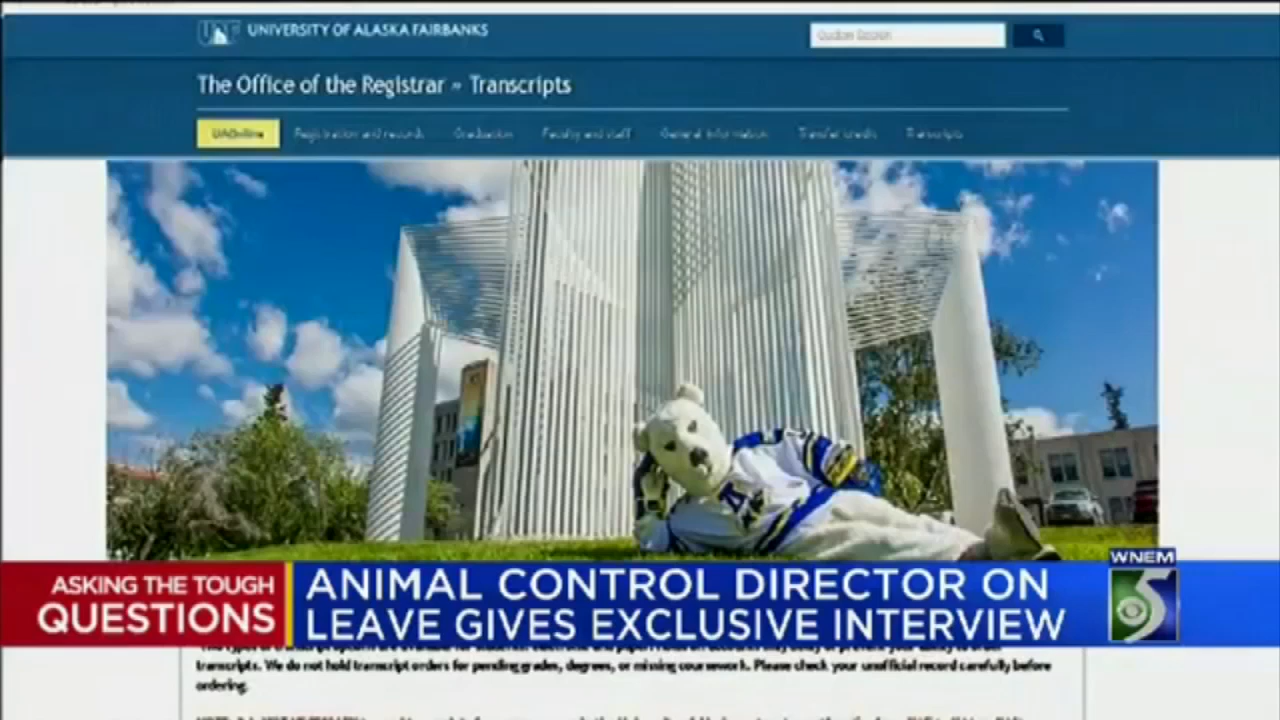 UNIVERSITY OF ALASKA FAIRBANKS
Custom Search
The Office of the Registrar » Transcripts
UAOnline Registration and records Graduation Faculty and staff General information Transfer credit Transcripts
A
WNEM
5
ASKING THE TOUGH
QUESTIONS
ANIMAL CONTROL DIRECTOR ON
LEAVE GIVES EXCLUSIVE INTERVIEW
transcripts. We do not hold transcript orders for pending grades, degrees, or missing coursework. Please check your unofficial record carefully before
ordering.